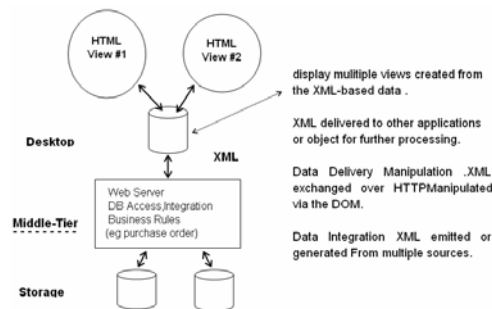 HTML
View #1
HTML
View #2
display mulitiple views created from
the XML-based data .
XML delivered to other applications
or object for further processing.
Desktop
XML
Data Delivery Manipulation .XML
exchanged over HTTPManipulated
via the DOM.
Web Server
DB Access,Integration
Business Rules
(eg purchase order)
Middle-Tier
Data Integration XML emitted or
generated From multiple sources.
Storage